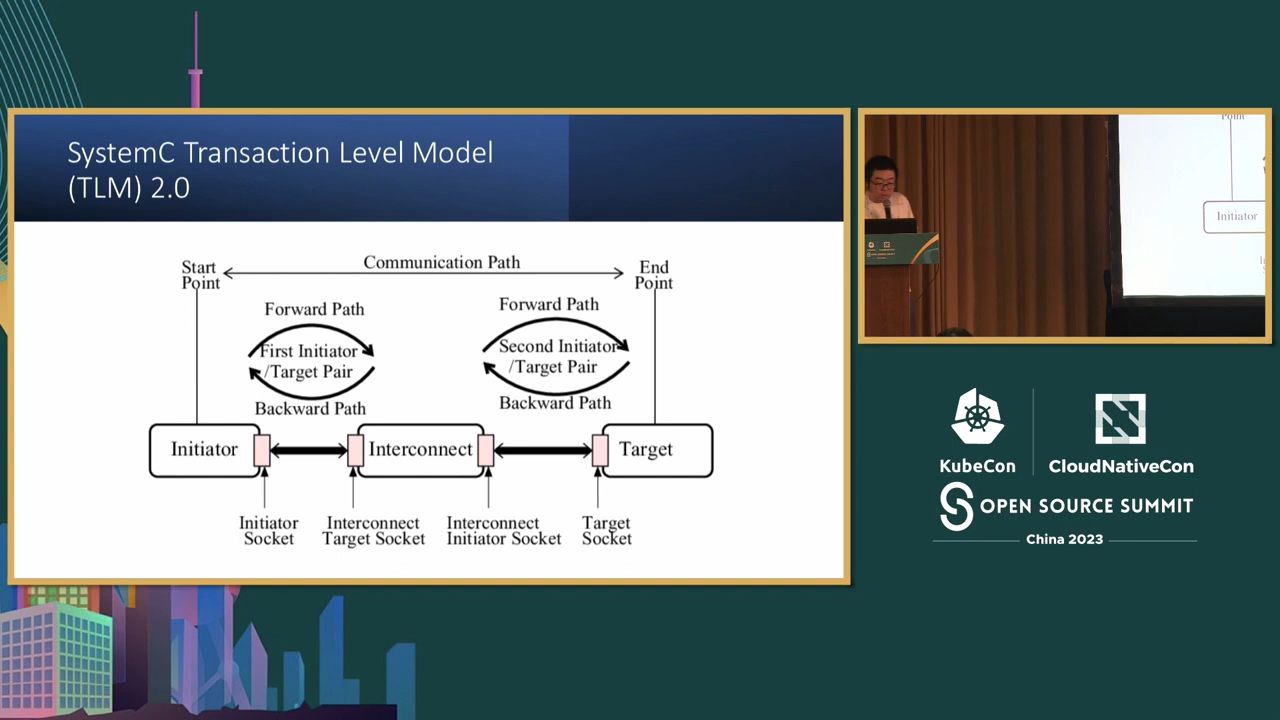 SystemC Transaction Level Model
(TLM) 2.0
Start
Point
Communication Path
End
Point
Forward Path
First Initiator
/Target Pair
Backward Path
Forward Path
Second Initiator
/Target Pair
Backward Path
Initiator
Interconnect
Target
Initiator
Socket
Interconnect
Target Socket
Interconnect
Initiator Socket
Target
Socket
Point
Initiator
KubeCon
CloudNativeCon
OPEN SOURCE SUMMIT
China 2023